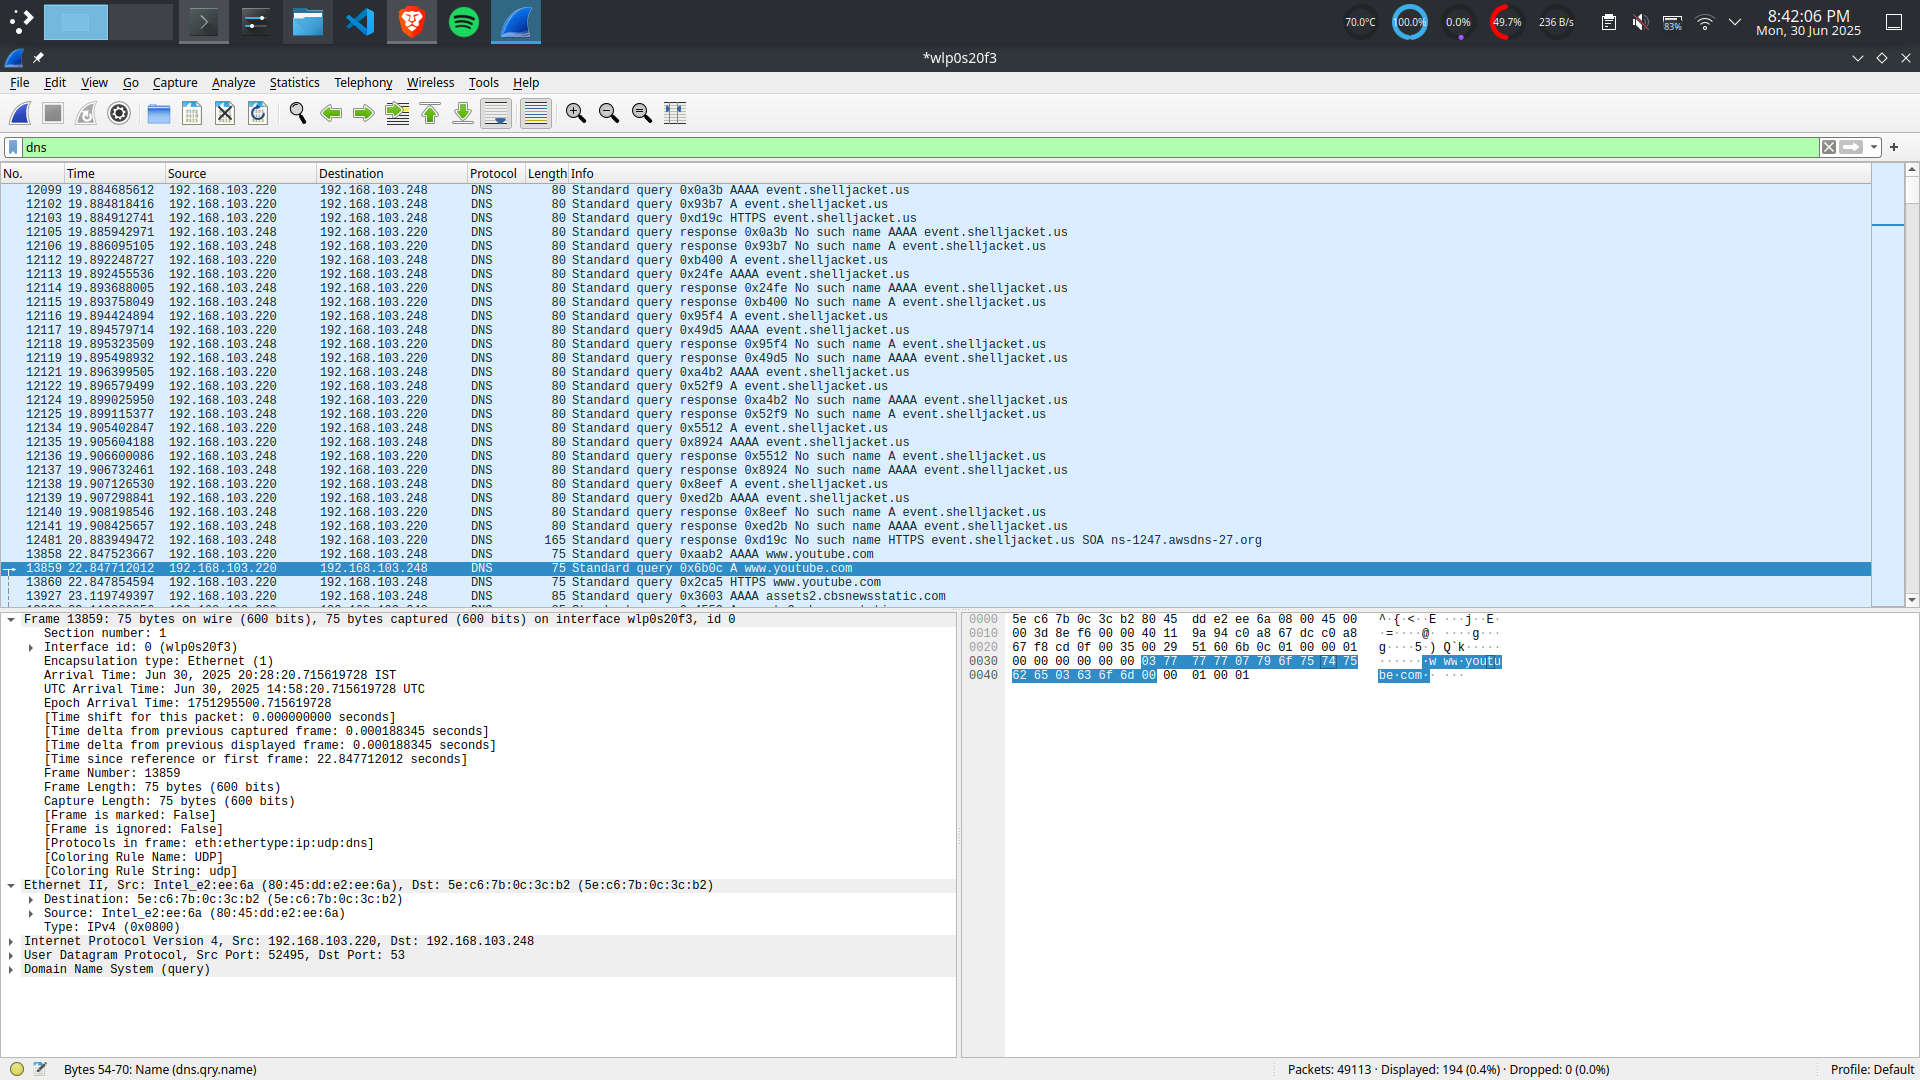 70.0°C 100.0% 0.0% 49.7% 236 B/s 83% 8:42:06 PM
Mon, 30 Jun 2025
*wlp0s20f3
File Edit View Go Capture Analyze Statistics Telephony Wireless Tools Help
dns
No. Time Source Destination Protocol Length Info
12099 19.884685612 192.168.103.220 192.168.103.248 DNS 80 Standard query 0x0a3b AAAA event.shelljacket.us
12102 19.884818416 192.168.103.220 192.168.103.248 DNS 80 Standard query 0x93b7 A event.shelljacket.us
12103 19.884912741 192.168.103.220 192.168.103.248 DNS 80 Standard query 0xd19c HTTPS event.shelljacket.us
12105 19.885942971 192.168.103.248 192.168.103.220 DNS 80 Standard query response 0x0a3b No such name AAAA event.shelljacket.us
12106 19.886095105 192.168.103.248 192.168.103.220 DNS 80 Standard query response 0x93b7 No such name A event.shelljacket.us
12112 19.892248727 192.168.103.220 192.168.103.248 DNS 80 Standard query 0xb400 A event.shelljacket.us
12113 19.892455536 192.168.103.220 192.168.103.248 DNS 80 Standard query 0x24fe AAAA event.shelljacket.us
12114 19.893688005 192.168.103.248 192.168.103.220 DNS 80 Standard query response 0x24fe No such name AAAA event.shelljacket.us
12115 19.893758049 192.168.103.248 192.168.103.220 DNS 80 Standard query response 0xb400 No such name A event.shelljacket.us
12116 19.894424894 192.168.103.220 192.168.103.248 DNS 80 Standard query 0x95f4 A event.shelljacket.us
12117 19.894579714 192.168.103.220 192.168.103.248 DNS 80 Standard query 0x49d5 AAAA event.shelljacket.us
12118 19.895323509 192.168.103.248 192.168.103.220 DNS 80 Standard query response 0x95f4 No such name A event.shelljacket.us
12119 19.895498932 192.168.103.248 192.168.103.220 DNS 80 Standard query response 0x49d5 No such name AAAA event.shelljacket.us
12121 19.896399505 192.168.103.220 192.168.103.248 DNS 80 Standard query 0xa4b2 AAAA event.shelljacket.us
12122 19.896579499 192.168.103.220 192.168.103.248 DNS 80 Standard query 0x52f9 A event.shelljacket.us
12124 19.899025950 192.168.103.248 192.168.103.220 DNS 80 Standard query response 0xa4b2 No such name AAAA event.shelljacket.us
12125 19.899115377 192.168.103.248 192.168.103.220 DNS 80 Standard query response 0x52f9 No such name A event.shelljacket.us
12134 19.905402847 192.168.103.220 192.168.103.248 DNS 80 Standard query 0x5512 A event.shelljacket.us
12135 19.905604188 192.168.103.220 192.168.103.248 DNS 80 Standard query 0x8924 AAAA event.shelljacket.us
12136 19.906600086 192.168.103.248 192.168.103.220 DNS 80 Standard query response 0x5512 No such name A event.shelljacket.us
12137 19.906732461 192.168.103.248 192.168.103.220 DNS 80 Standard query response 0x8924 No such name AAAA event.shelljacket.us
12138 19.907126530 192.168.103.220 192.168.103.248 DNS 80 Standard query 0x8eef A event.shelljacket.us
12139 19.907298841 192.168.103.220 192.168.103.248 DNS 80 Standard query 0xed2b AAAA event.shelljacket.us
12140 19.908198546 192.168.103.248 192.168.103.220 DNS 80 Standard query response 0x8eef No such name A event.shelljacket.us
12141 19.908425657 192.168.103.248 192.168.103.220 DNS 80 Standard query response 0xed2b No such name AAAA event.shelljacket.us
12481 20.883949472 192.168.103.248 192.168.103.220 DNS 165 Standard query response 0xd19c No such name HTTPS event.shelljacket.us SOA ns-1247.awsdns-27.org
13858 22.847523667 192.168.103.220 192.168.103.248 DNS 75 Standard query 0xaab2 AAAA www.youtube.com
13859 22.847712012 192.168.103.220 192.168.103.248 DNS 75 Standard query 0x6b0c A www.youtube.com
13860 22.847854594 192.168.103.220 192.168.103.248 DNS 75 Standard query 0x2ca5 HTTPS www.youtube.com
13927 23.119749397 192.168.103.220 192.168.103.248 DNS 85 Standard query 0x3603 AAAA assets2.cbsnewsstatic.com
Frame 13859: 75 bytes on wire (600 bits), 75 bytes captured (600 bits) on interface wlp0s20f3, id 0
Section number: 1
Interface id: 0 (wlp0s20f3)
Encapsulation type: Ethernet (1)
Arrival Time: Jun 30, 2025 20:28:20.715619728 IST
UTC Arrival Time: Jun 30, 2025 14:58:20.715619728 UTC
Epoch Arrival Time: 1751295500.715619728
[Time shift for this packet: 0.000000000 seconds]
[Time delta from previous captured frame: 0.000188345 seconds]
[Time delta from previous displayed frame: 0.000188345 seconds]
[Time since reference or first frame: 22.847712012 seconds]
Frame Number: 13859
Frame Length: 75 bytes (600 bits)
Capture Length: 75 bytes (600 bits)
[Frame is marked: False]
[Frame is ignored: False]
[Protocols in frame: eth:ethertype:ip:udp:dns]
[Coloring Rule Name: UDP]
[Coloring Rule String: udp]
Ethernet II, Src: Intel_e2:ee:6a (80:45:dd:e2:ee:6a), Dst: 5e:c6:7b:0c:3c:b2 (5e:c6:7b:0c:3c:b2)
Destination: 5e:c6:7b:0c:3c:b2 (5e:c6:7b:0c:3c:b2)
Source: Intel_e2:ee:6a (80:45:dd:e2:ee:6a)
Type: IPv4 (0x0800)
Internet Protocol Version 4, Src: 192.168.103.220, Dst: 192.168.103.248
User Datagram Protocol, Src Port: 52495, Dst Port: 53
Domain Name System (query)
0000 5e c6 7b 0c 3c b2 80 45 dd e2 ee 6a 08 00 45 00 ^·{·<··E ···j··E·
0010 00 3d 8e f6 00 00 40 11 9a 94 c0 a8 67 dc c0 a8 ·=····@· ····g···
0020 67 f8 cd 0f 00 35 00 29 51 60 6b 0c 01 00 00 01 g····5·) Q`k·····
0030 00 00 00 00 00 00 03 77 77 77 07 79 6f 75 74 75 ·······w ww·youtu
0040 62 65 03 63 6f 6d 00 00 01 00 01 be·com·· ···
Bytes 54-70: Name (dns.qry.name) Packets: 49113 · Displayed: 194 (0.4%) · Dropped: 0 (0.0%) Profile: Default